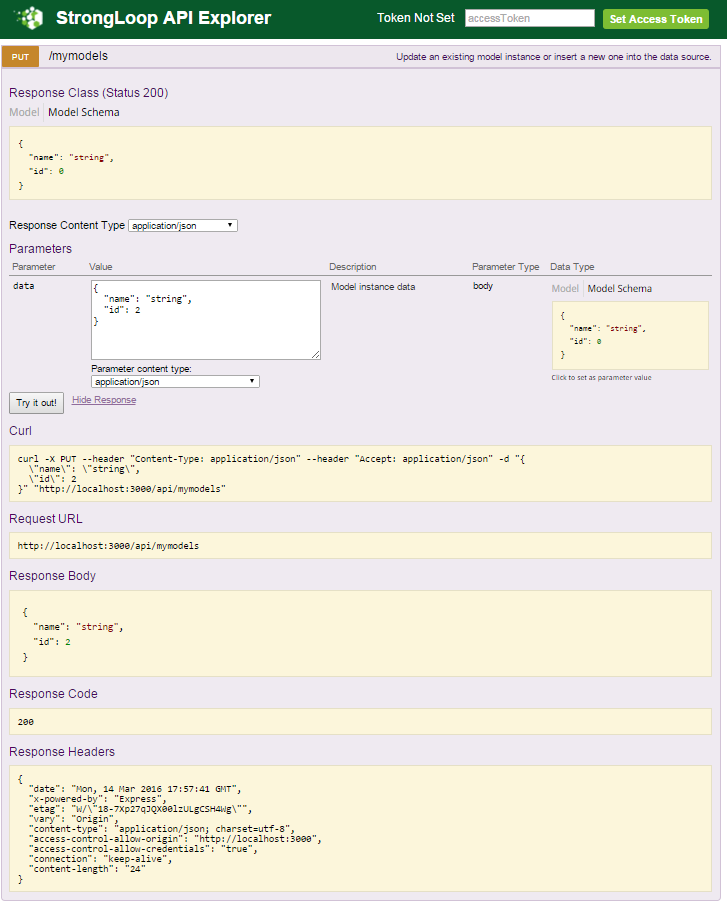 StrongLoop API Explorer
Token Not Set
accessToken
Set Access Token
PUT /mymodels Update an existing model instance or insert a new one into the data source.
Response Class (Status 200)
Model Model Schema
{
"name": "string",
"id": 0
}
Response Content Type application/json
Parameters
Parameter Value Description Parameter Type Data Type
data
{
"name": "string",
"id": 2
}
Parameter content type:
application/json
Model instance data
body
Model Model Schema
{
"name": "string",
"id": 0
}
Click to set as parameter value
Try it out! Hide Response
Curl
curl -X PUT --header "Content-Type: application/json" --header "Accept: application/json" -d "{
\"name\": \"string\",
\"id\": 2
}" "http://localhost:3000/api/mymodels"
Request URL
http://localhost:3000/api/mymodels
Response Body
{
"name": "string",
"id": 2
}
Response Code
200
Response Headers
{
"date": "Mon, 14 Mar 2016 17:57:41 GMT",
"x-powered-by": "Express",
"etag": "W/\"18-7Xp27qJQX00lzULgCSH4Wg\"",
"vary": "Origin",
"content-type": "application/json; charset=utf-8",
"access-control-allow-origin": "http://localhost:3000",
"access-control-allow-credentials": "true",
"connection": "keep-alive",
"content-length": "24"
}